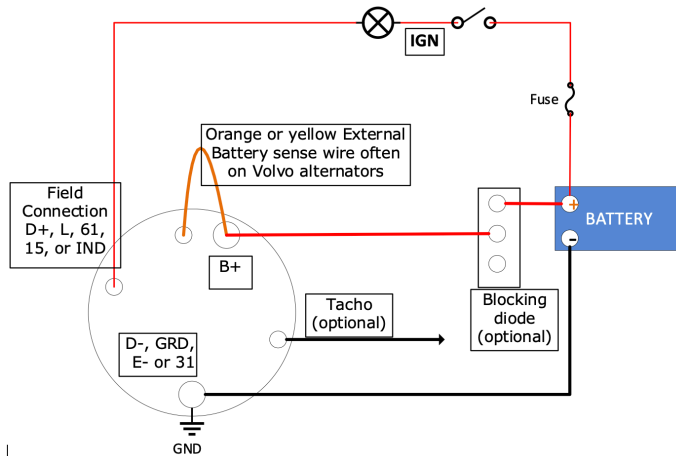 IGN
Fuse
Orange or yellow External
Battery sense wire often
on Volvo alternators
Field
Connection
D+, L, 61,
15, or IND
+
BATTERY
-
B+
Tacho
(optional)
Blocking
diode
(optional)
D-, GRD,
E- or 31
GND